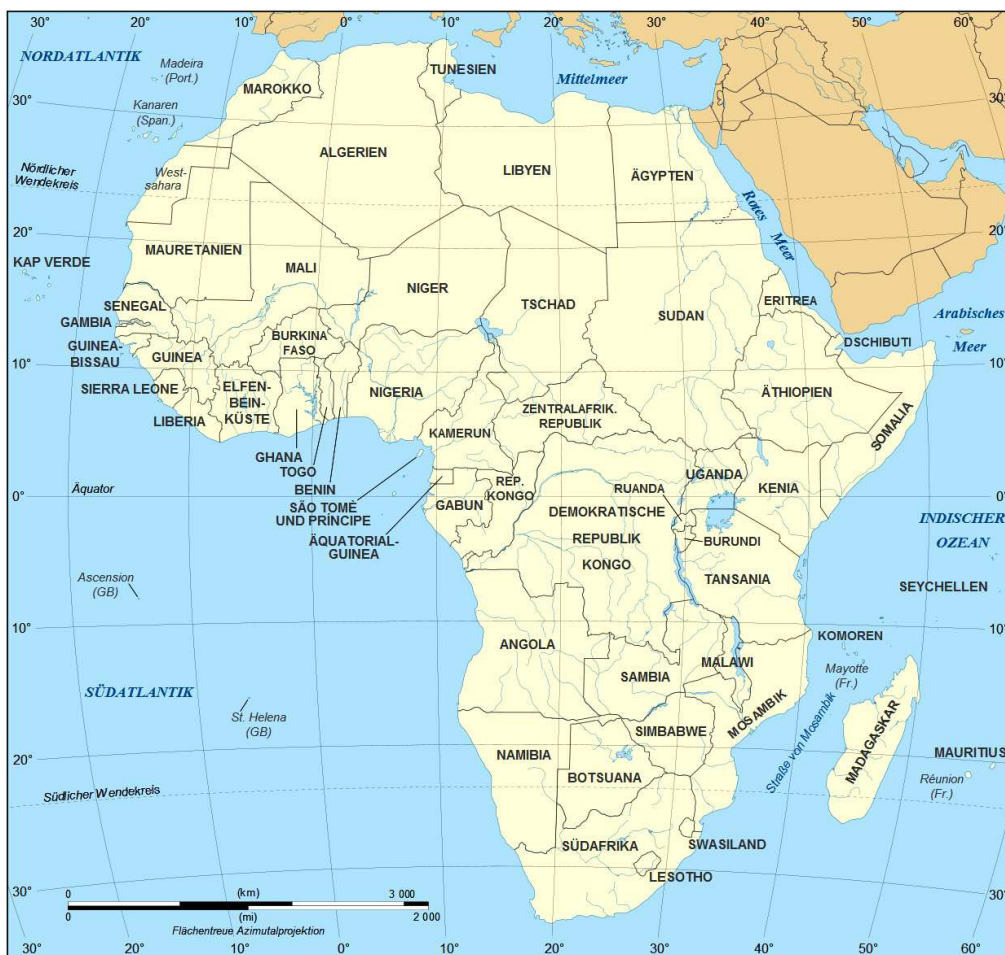 30°
20°
10°
0°
10°
20°
30°
40°
50°
60°
NORDATLANTIK
Madeira
(Port.)
TUNESIEN
Mittelmeer
MAROKKO
30°
30°
Kanaren
(Span.)
ALGERIEN
LIBYEN
ÄGYPTEN
Nördlicher
Wendekreis
West-
sahara
Rotes
Meer
20°
20°
MAURETANIEN
KAP VERDE
MALI
NIGER
TSCHAD
SUDAN
ERITREA
SENEGAL
GAMBIA
Arabisches
Meer
GUINEA-
BISSAU
GUINEA
BURKINA
FASO
DSCHIBUTI
10°
10°
SIERRA LEONE
ELFEN-
BEIN-
KÜSTE
NIGERIA
ÄTHIOPIEN
LIBERIA
ZENTRALAFRIK.
REPUBLIK
SOMALIA
KAMERUN
GHANA
TOGO
BENIN
SÃO TOMÉ
UND PRÍNCIPE
ÄQUATORIAL-
GUINEA
GABUN
REP.
KONGO
UGANDA
KENIA
RUANDA
Äquator
0°
0°
DEMOKRATISCHE
REPUBLIK
KONGO
BURUNDI
TANSANIA
INDISCHER
OZEAN
SEYCHELLEN
Ascension
(GB)
10°
10°
KOMOREN
ANGOLA
SAMBIA
MALAWI
Mayotte
(Fr.)
SÜDATLANTIK
St. Helena
(GB)
MOSAMBIK
Straße von Mosambik
MADAGASKAR
SIMBABWE
NAMIBIA
BOTSUANA
MAURITIUS
20°
20°
Réunion
(Fr.)
Südlicher Wendekreis
SÜDAFRIKA
SWASILAND
LESOTHO
30°
30°
0
(km)
3 000
0
(mi)
2 000
Flächentreue Azimutalprojektion
30°
20°
10°
0°
10°
20°
30°
40°
50°
60°